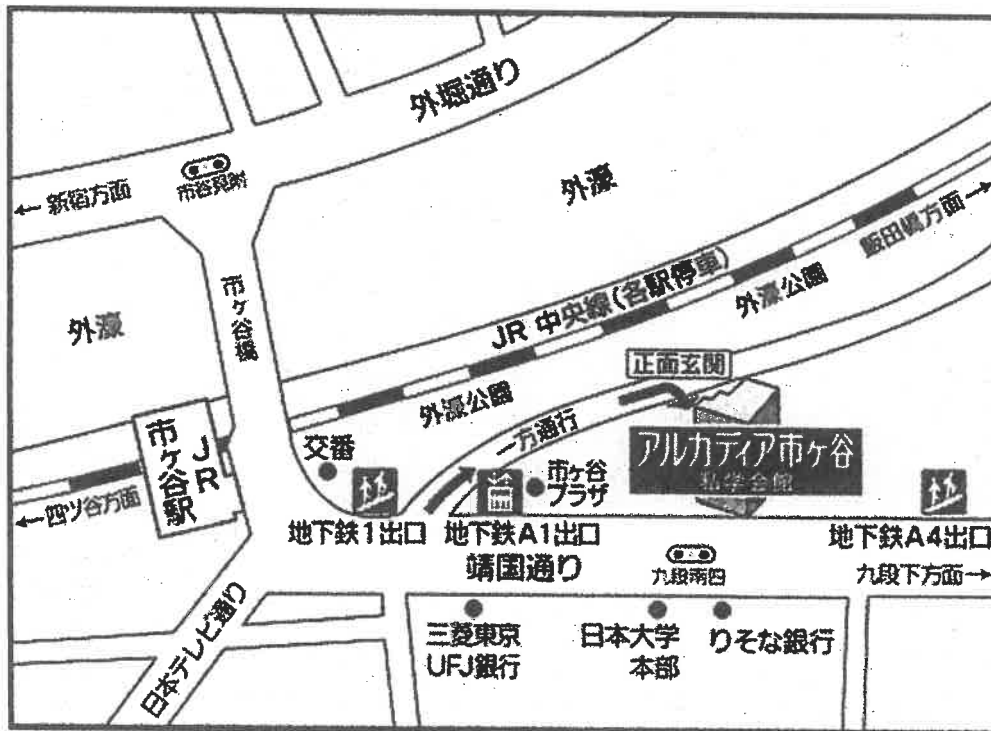 外堀通り
市谷見附
← 新宿方面
外濠
飯田橋方面 →
市ヶ谷橋
外濠
JR 中央線(各駅停車)
外濠公園
正面玄関
外濠公園
一方通行
アルカディア市ヶ谷
私学会館
JR
市ヶ谷駅
交番
市ヶ谷
プラザ
← 四ツ谷方面
地下鉄1出口
地下鉄A1出口
地下鉄A4出口
靖国通り
九段南四
九段下方面→
日本テレビ通り
三菱東京
UFJ銀行
日本大学
本部
りそな銀行